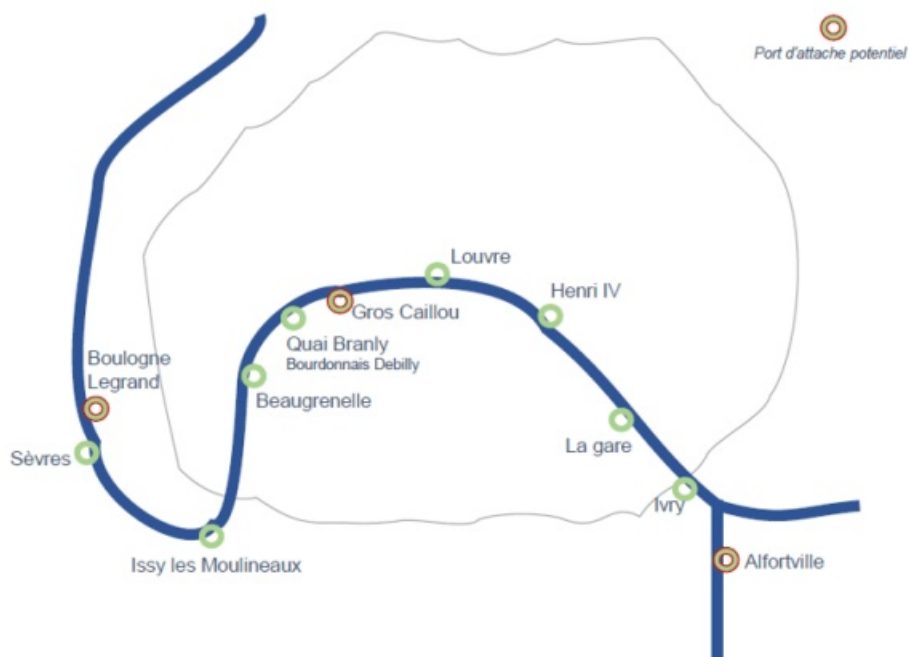 Port d'attache potentiel
Louvre
Henri IV
Gros Caillou
Quai Branly
Bourdonnais Debilly
Boulogne
Legrand
Beaugrenelle
La gare
Sèvres
Ivry
Issy les Moulineaux
Alfortville